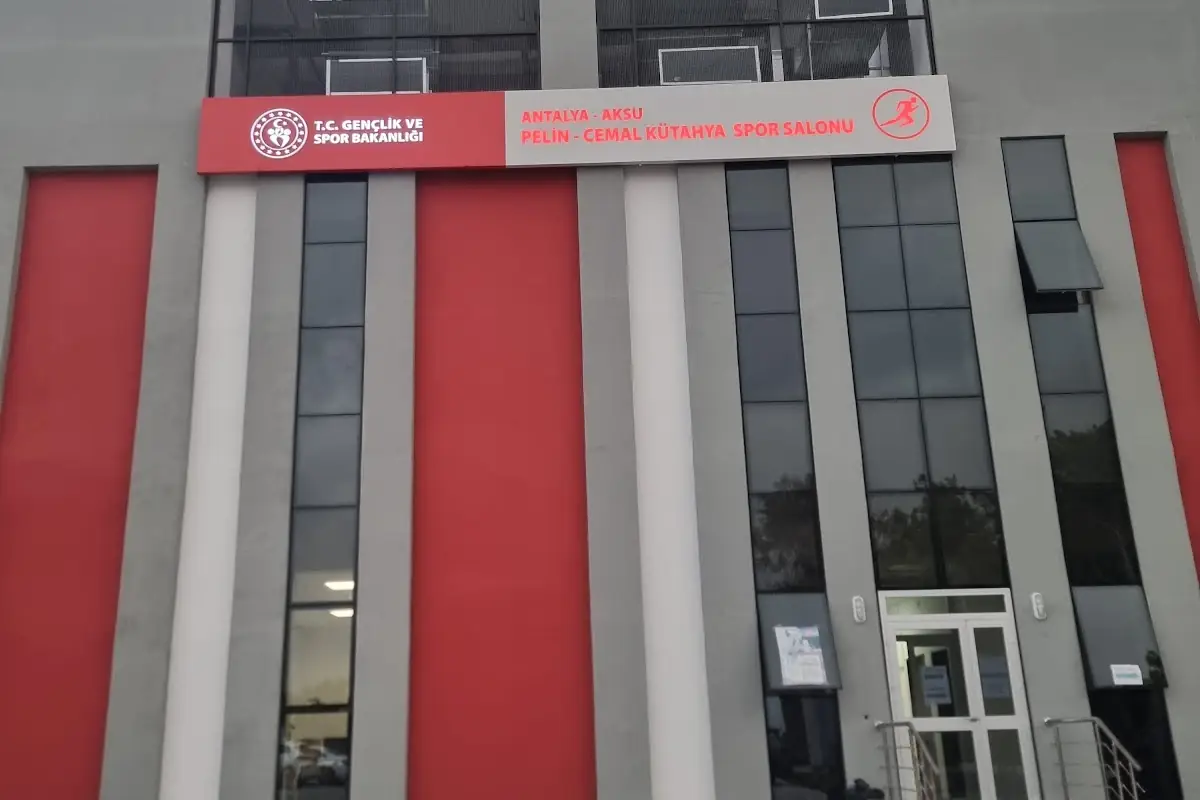 T.C. GENÇLİK VE
SPOR BAKANLIĞI
ANTALYA - AKSU
PELİN - CEMAL KÜTAHYA SPOR SALONU